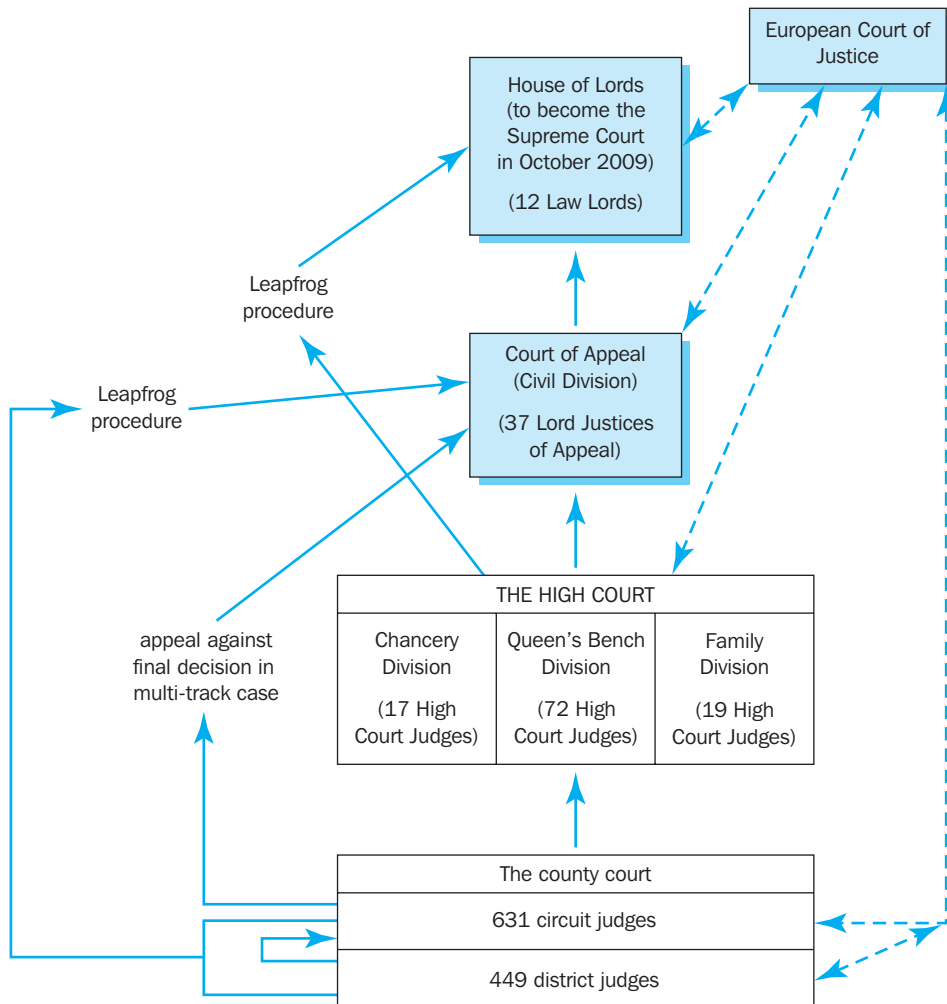 European Court of
Justice
House of Lords
(to become the
Supreme Court
in October 2009)
(12 Law Lords)
Leapfrog
procedure
Court of Appeal
(Civil Division)
(37 Lord Justices
of Appeal)
Leapfrog
procedure
appeal against
final decision in
multi-track case
THE HIGH COURT
Chancery
Division
(17 High
Court Judges)
Queen's Bench
Division
(72 High
Court Judges)
Family
Division
(19 High
Court Judges)
The county court
631 circuit judges
449 district judges